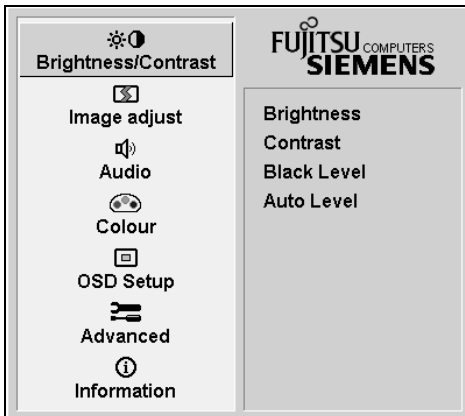 Brightness/Contrast
Image adjust
Audio
Colour
OSD Setup
Advanced
Information
FUJITSU COMPUTERS
SIEMENS
Brightness
Contrast
Black Level
Auto Level